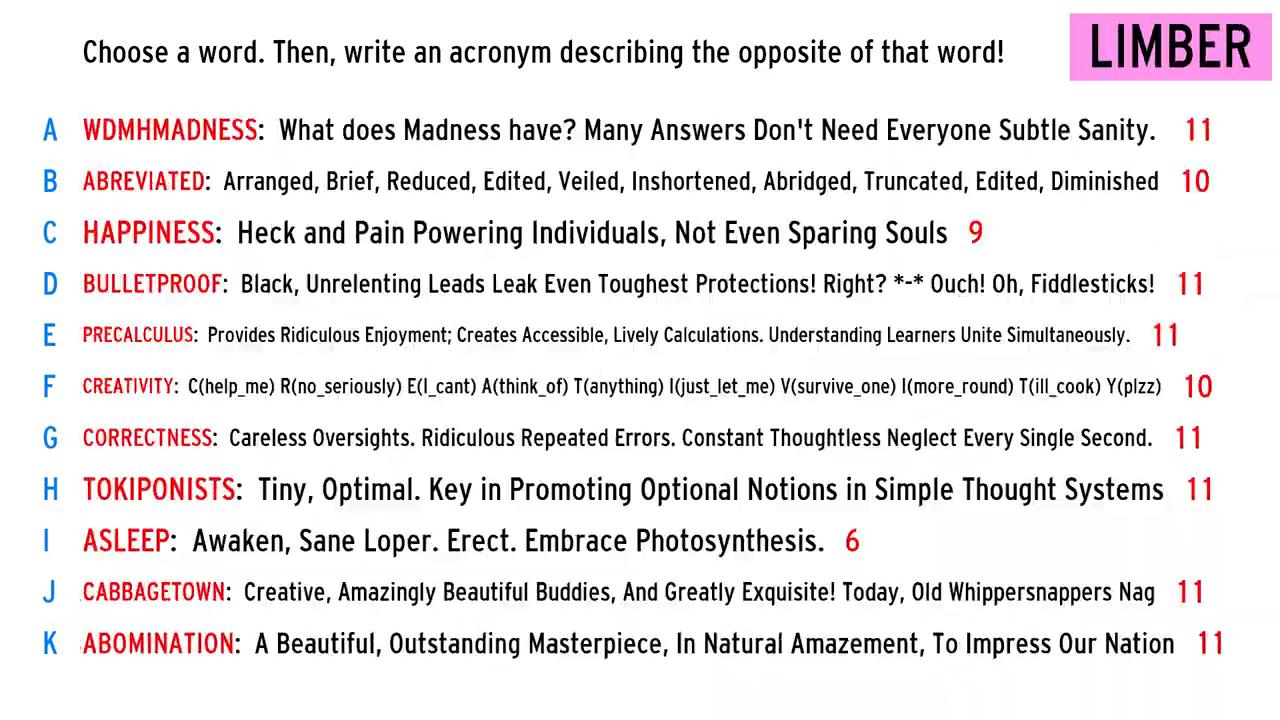 Choose a word. Then, write an acronym describing the opposite of that word!
LIMBER
A WDMHMADNESS: What does Madness have? Many Answers Don't Need Everyone Subtle Sanity. 11
B ABREVIATED: Arranged, Brief, Reduced, Edited, Veiled, Inshortened, Abridged, Truncated, Edited, Diminished 10
C HAPPINESS: Heck and Pain Powering Individuals, Not Even Sparing Souls 9
D BULLETPROOF: Black, Unrelenting Leads Leak Even Toughest Protections! Right? *-* Ouch! Oh, Fiddlesticks! 11
E PRECALCULUS: Provides Ridiculous Enjoyment; Creates Accessible, Lively Calculations. Understanding Learners Unite Simultaneously. 11
F CREATIVITY: C(help_me) R(no_seriously) E(I_cant) A(think_of) T(anything) I(just_let_me) V(survive_one) I(more_round) T(ill_cook) Y(plzz) 10
G CORRECTNESS: Careless Oversights. Ridiculous Repeated Errors. Constant Thoughtless Neglect Every Single Second. 11
H TOKIPONISTS: Tiny, Optimal. Key in Promoting Optional Notions in Simple Thought Systems 11
I ASLEEP: Awaken, Sane Loper. Erect. Embrace Photosynthesis. 6
J CABBAGETOWN: Creative, Amazingly Beautiful Buddies, And Greatly Exquisite! Today, Old Whippersnappers Nag 11
K ABOMINATION: A Beautiful, Outstanding Masterpiece, In Natural Amazement, To Impress Our Nation 11